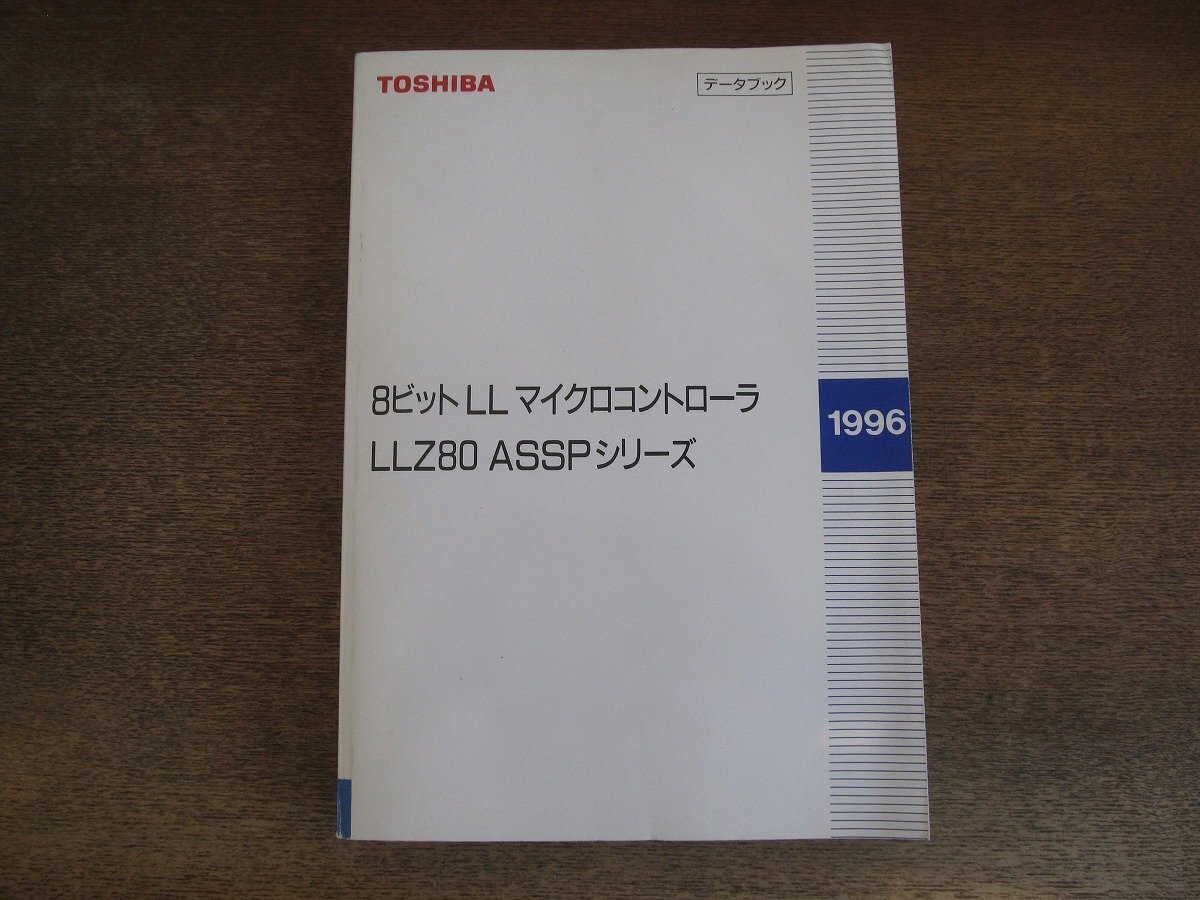 TOSHIBA
データブック
8ビット LL マイクロコントローラ
LLZ80 ASSPシリーズ
1996